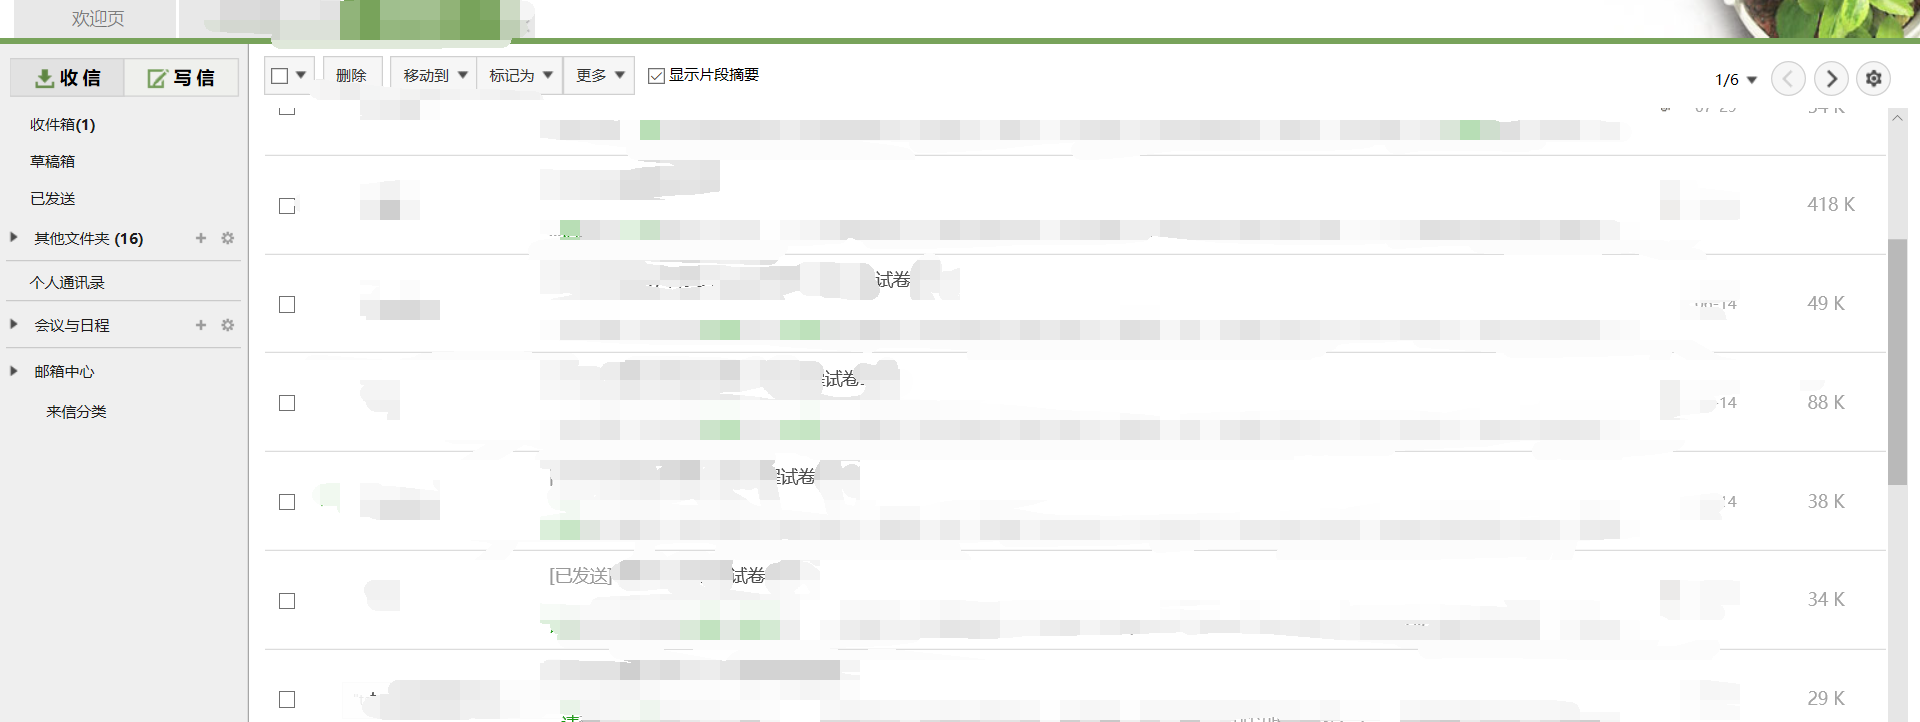 欢迎页
收信 写信
收件箱(1)
草稿箱
已发送
其他文件夹 (16)
个人通讯录
会议与日程
邮箱中心
来信分类
删除 移动到 标记为 更多 显示片段摘要 1/6
418 K
试卷
49 K
试卷
-14 88 K
试卷
14 38 K
[已发送] 试卷
34 K
29 K